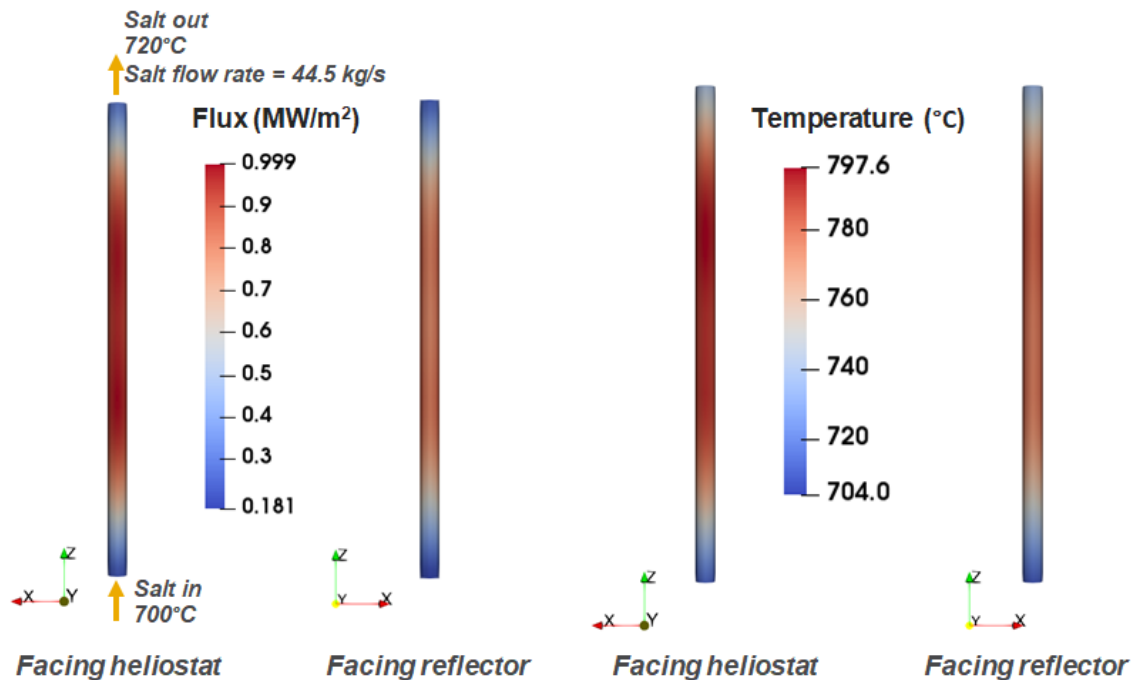 Salt out
720°C
Salt flow rate = 44.5 kg/s
Flux (MW/m²)
0.999
0.9
0.8
0.7
0.6
0.5
0.4
0.3
0.181
Z
X
Y
Salt in
700°C
Facing heliostat
Z
Y
X
Facing reflector
Temperature (°C)
797.6
780
760
740
720
704.0
Z
X
Y
Facing heliostat
Z
Y
X
Facing reflector